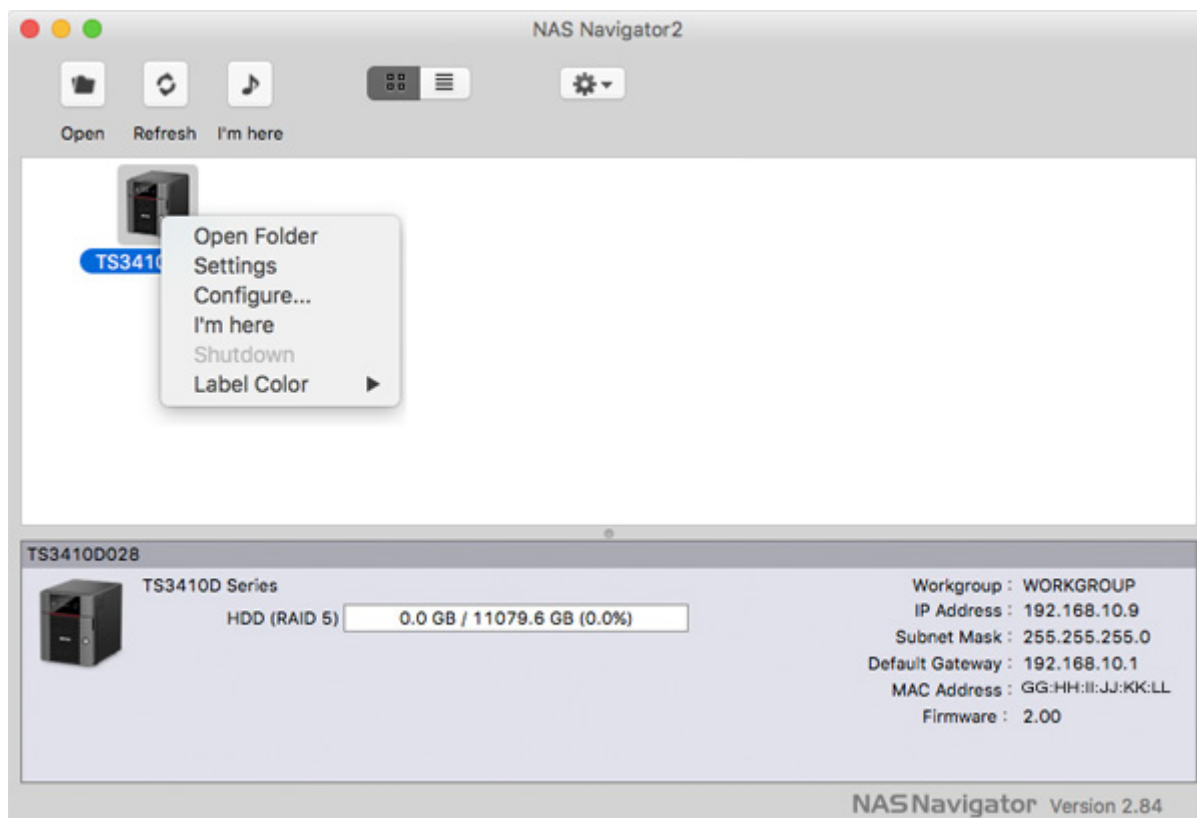 NAS Navigator2
Open Refresh I'm here
TS341
Open Folder
Settings
Configure...
I'm here
Shutdown
Label Color
TS3410D028
TS3410D Series
HDD (RAID 5) 0.0 GB / 11079.6 GB (0.0%)
Workgroup : WORKGROUP
IP Address : 192.168.10.9
Subnet Mask : 255.255.255.0
Default Gateway : 192.168.10.1
MAC Address : GG:HH:II:JJ:KK:LL
Firmware : 2.00
NASNavigator Version 2.84